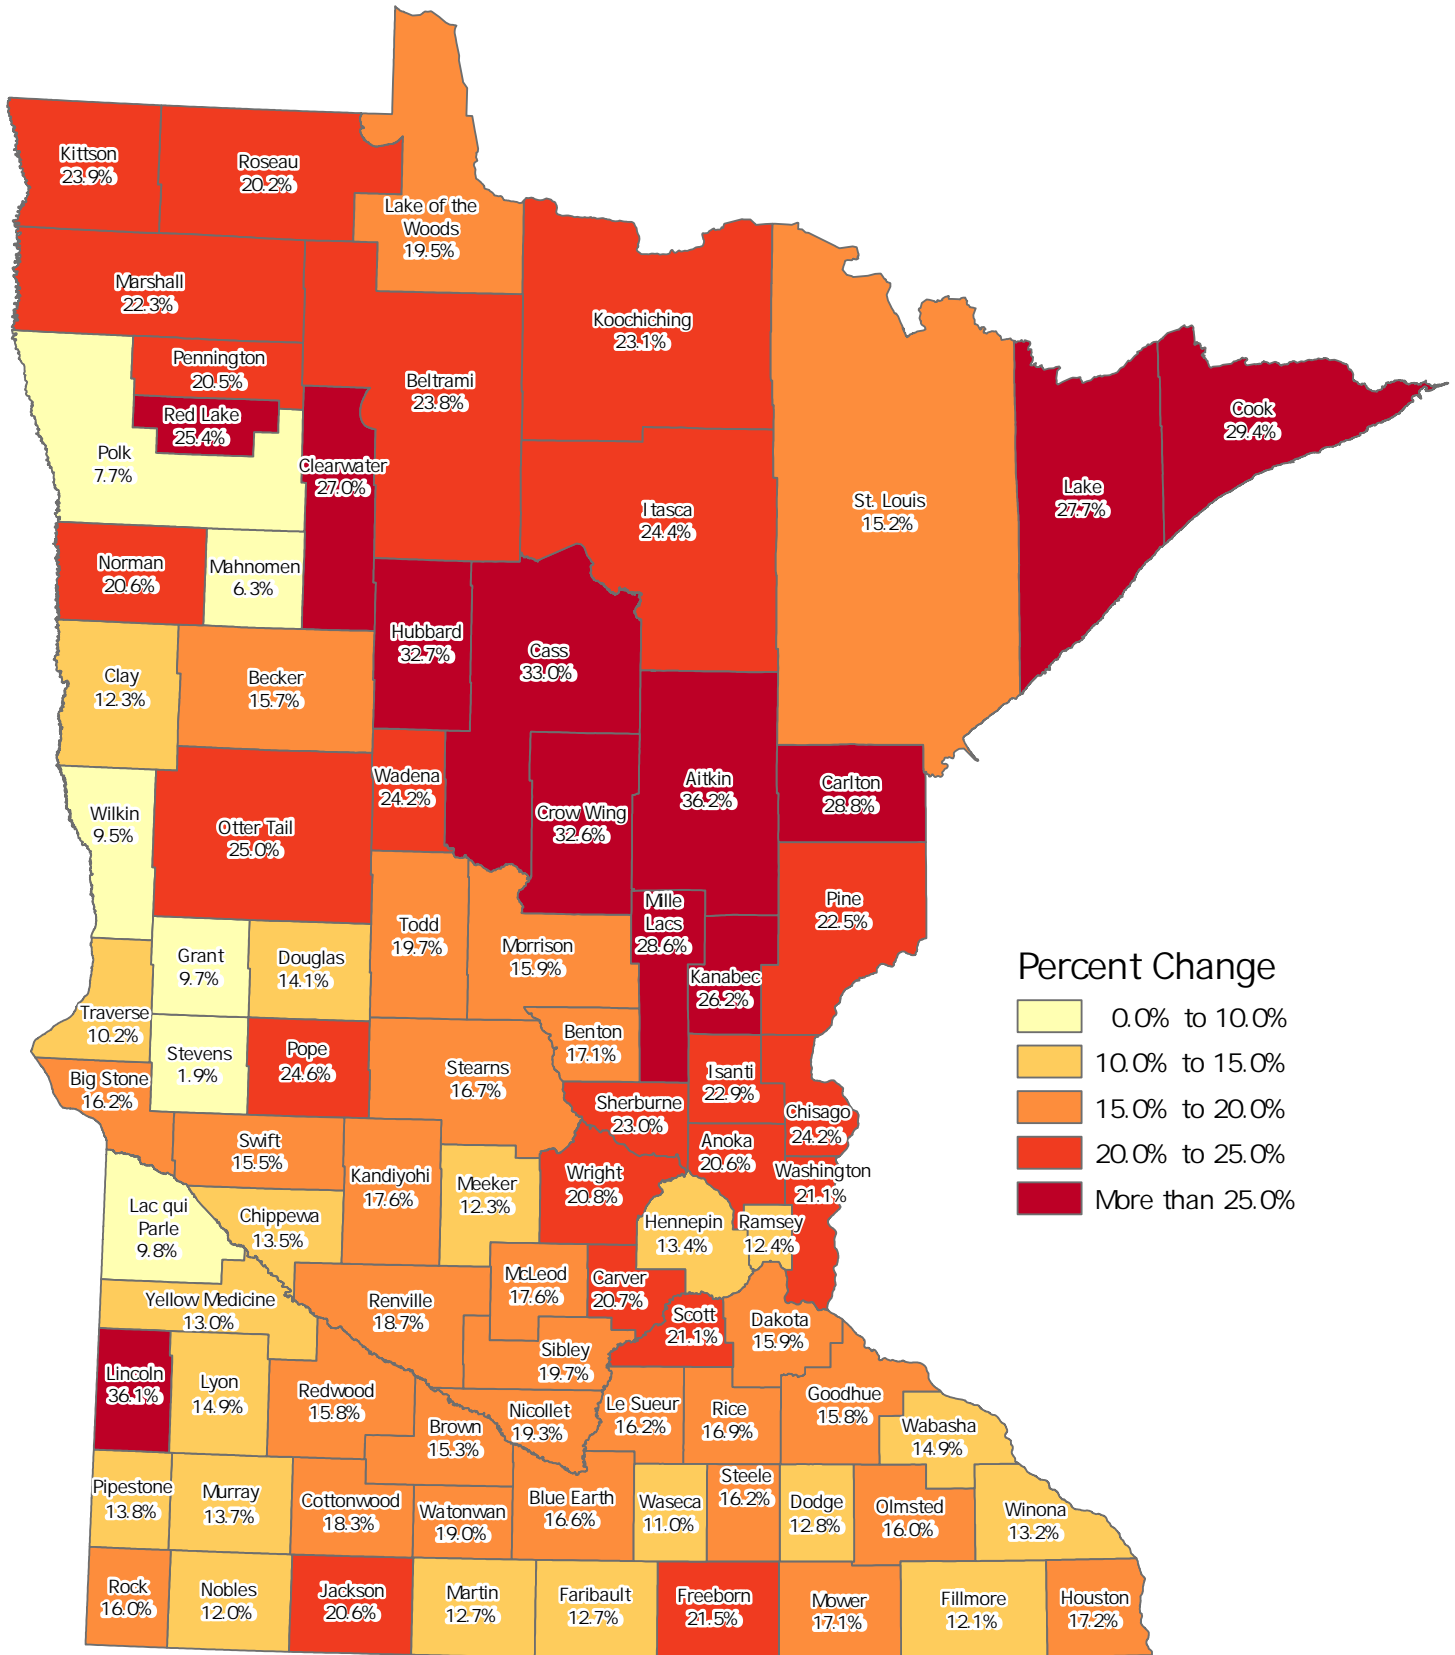 Kittson
23.9%
Roseau
20.2%
Lake of the
Woods
19.5%
Marshall
22.3%
Koochiching
23.1%
Pennington
20.5%
Beltrami
23.8%
Red Lake
25.4%
Cook
29.4%
Polk
7.7%
Clearwater
27.0%
Lake
27.7%
St. Louis
15.2%
Itasca
24.4%
Norman
20.6%
Mahnomen
6.3%
Hubbard
32.7%
Cass
33.0%
Clay
12.3%
Becker
15.7%
Wadena
24.2%
Aitkin
36.2%
Carlton
28.8%
Wilkin
9.5%
Crow Wing
32.6%
Otter Tail
25.0%
Mille
Lacs
28.6%
Pine
22.5%
Todd
19.7%
Morrison
15.9%
Grant
9.7%
Douglas
14.1%
Kanabec
26.2%
Percent Change
0.0% to 10.0%
10.0% to 15.0%
15.0% to 20.0%
20.0% to 25.0%
More than 25.0%
Traverse
10.2%
Benton
17.1%
Stevens
1.9%
Pope
24.6%
Stearns
16.7%
Isanti
22.9%
Big Stone
16.2%
Sherburne
23.0%
Chisago
24.2%
Swift
15.5%
Anoka
20.6%
Kandiyohi
17.6%
Meeker
12.3%
Wright
20.8%
Washington
21.1%
Lac qui
Parle
9.8%
Chippewa
13.5%
Hennepin
13.4%
Ramsey
12.4%
McLeod
17.6%
Carver
20.7%
Yellow Medicine
13.0%
Renville
18.7%
Scott
21.1%
Dakota
15.9%
Sibley
19.7%
Lincoln
36.1%
Lyon
14.9%
Redwood
15.8%
Goodhue
15.8%
Le Sueur
16.2%
Rice
16.9%
Nicollet
19.3%
Brown
15.3%
Wabasha
14.9%
Pipestone
13.8%
Murray
13.7%
Cottonwood
18.3%
Watonwan
19.0%
Blue Earth
16.6%
Waseca
11.0%
Steele
16.2%
Dodge
12.8%
Olmsted
16.0%
Winona
13.2%
Rock
16.0%
Nobles
12.0%
Jackson
20.6%
Martin
12.7%
Faribault
12.7%
Freeborn
21.5%
Mower
17.1%
Fillmore
12.1%
Houston
17.2%